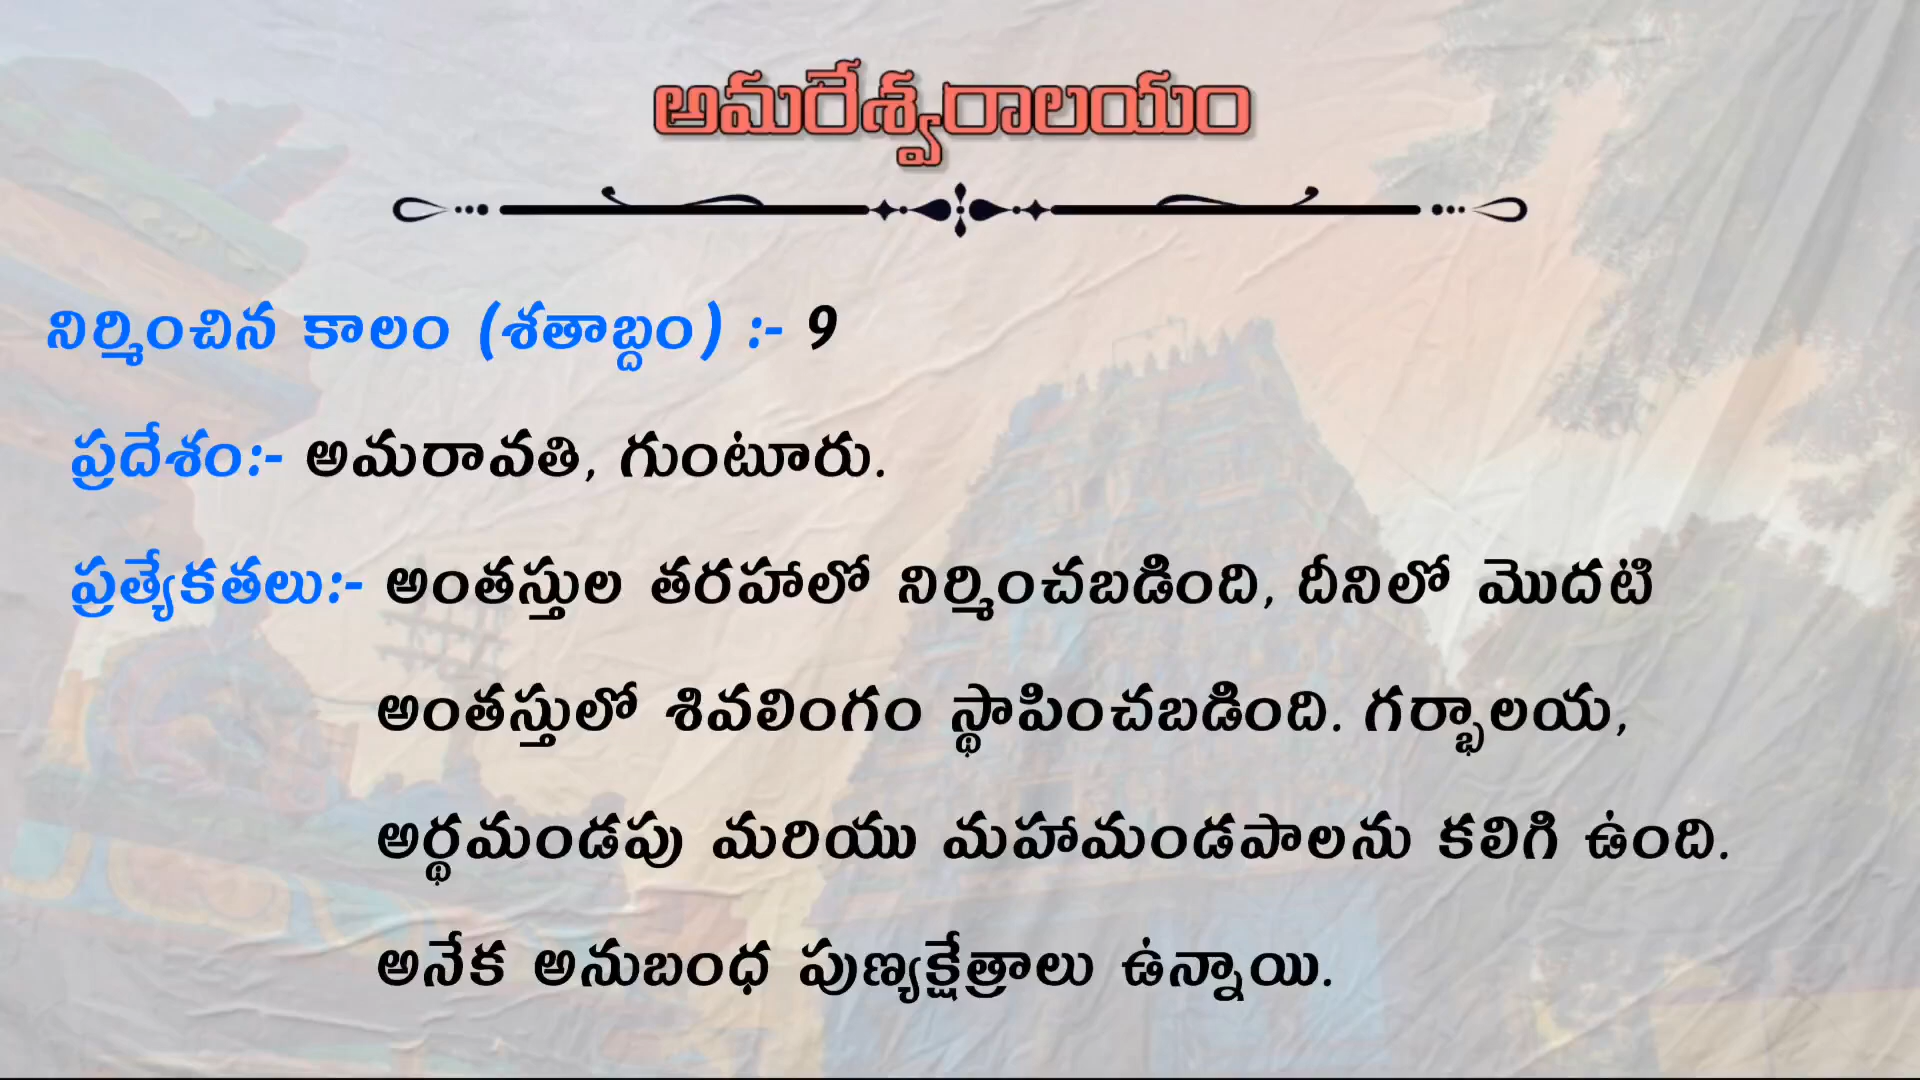 అమరేశ్వరాలయం
నిర్మించిన కాలం (శతాబ్దం) :- 9
ప్రదేశం:- అమరావతి, గుంటూరు.
ప్రత్యేకతలు:- అంతస్తుల తరహాలో నిర్మించబడింది, దీనిలో మొదటి
అంతస్తులో శివలింగం స్థాపించబడింది. గర్భాలయ,
అర్థమండపు మరియు మహామండపాలను కలిగి ఉంది.
అనేక అనుబంధ పుణ్యక్షేత్రాలు ఉన్నాయి.